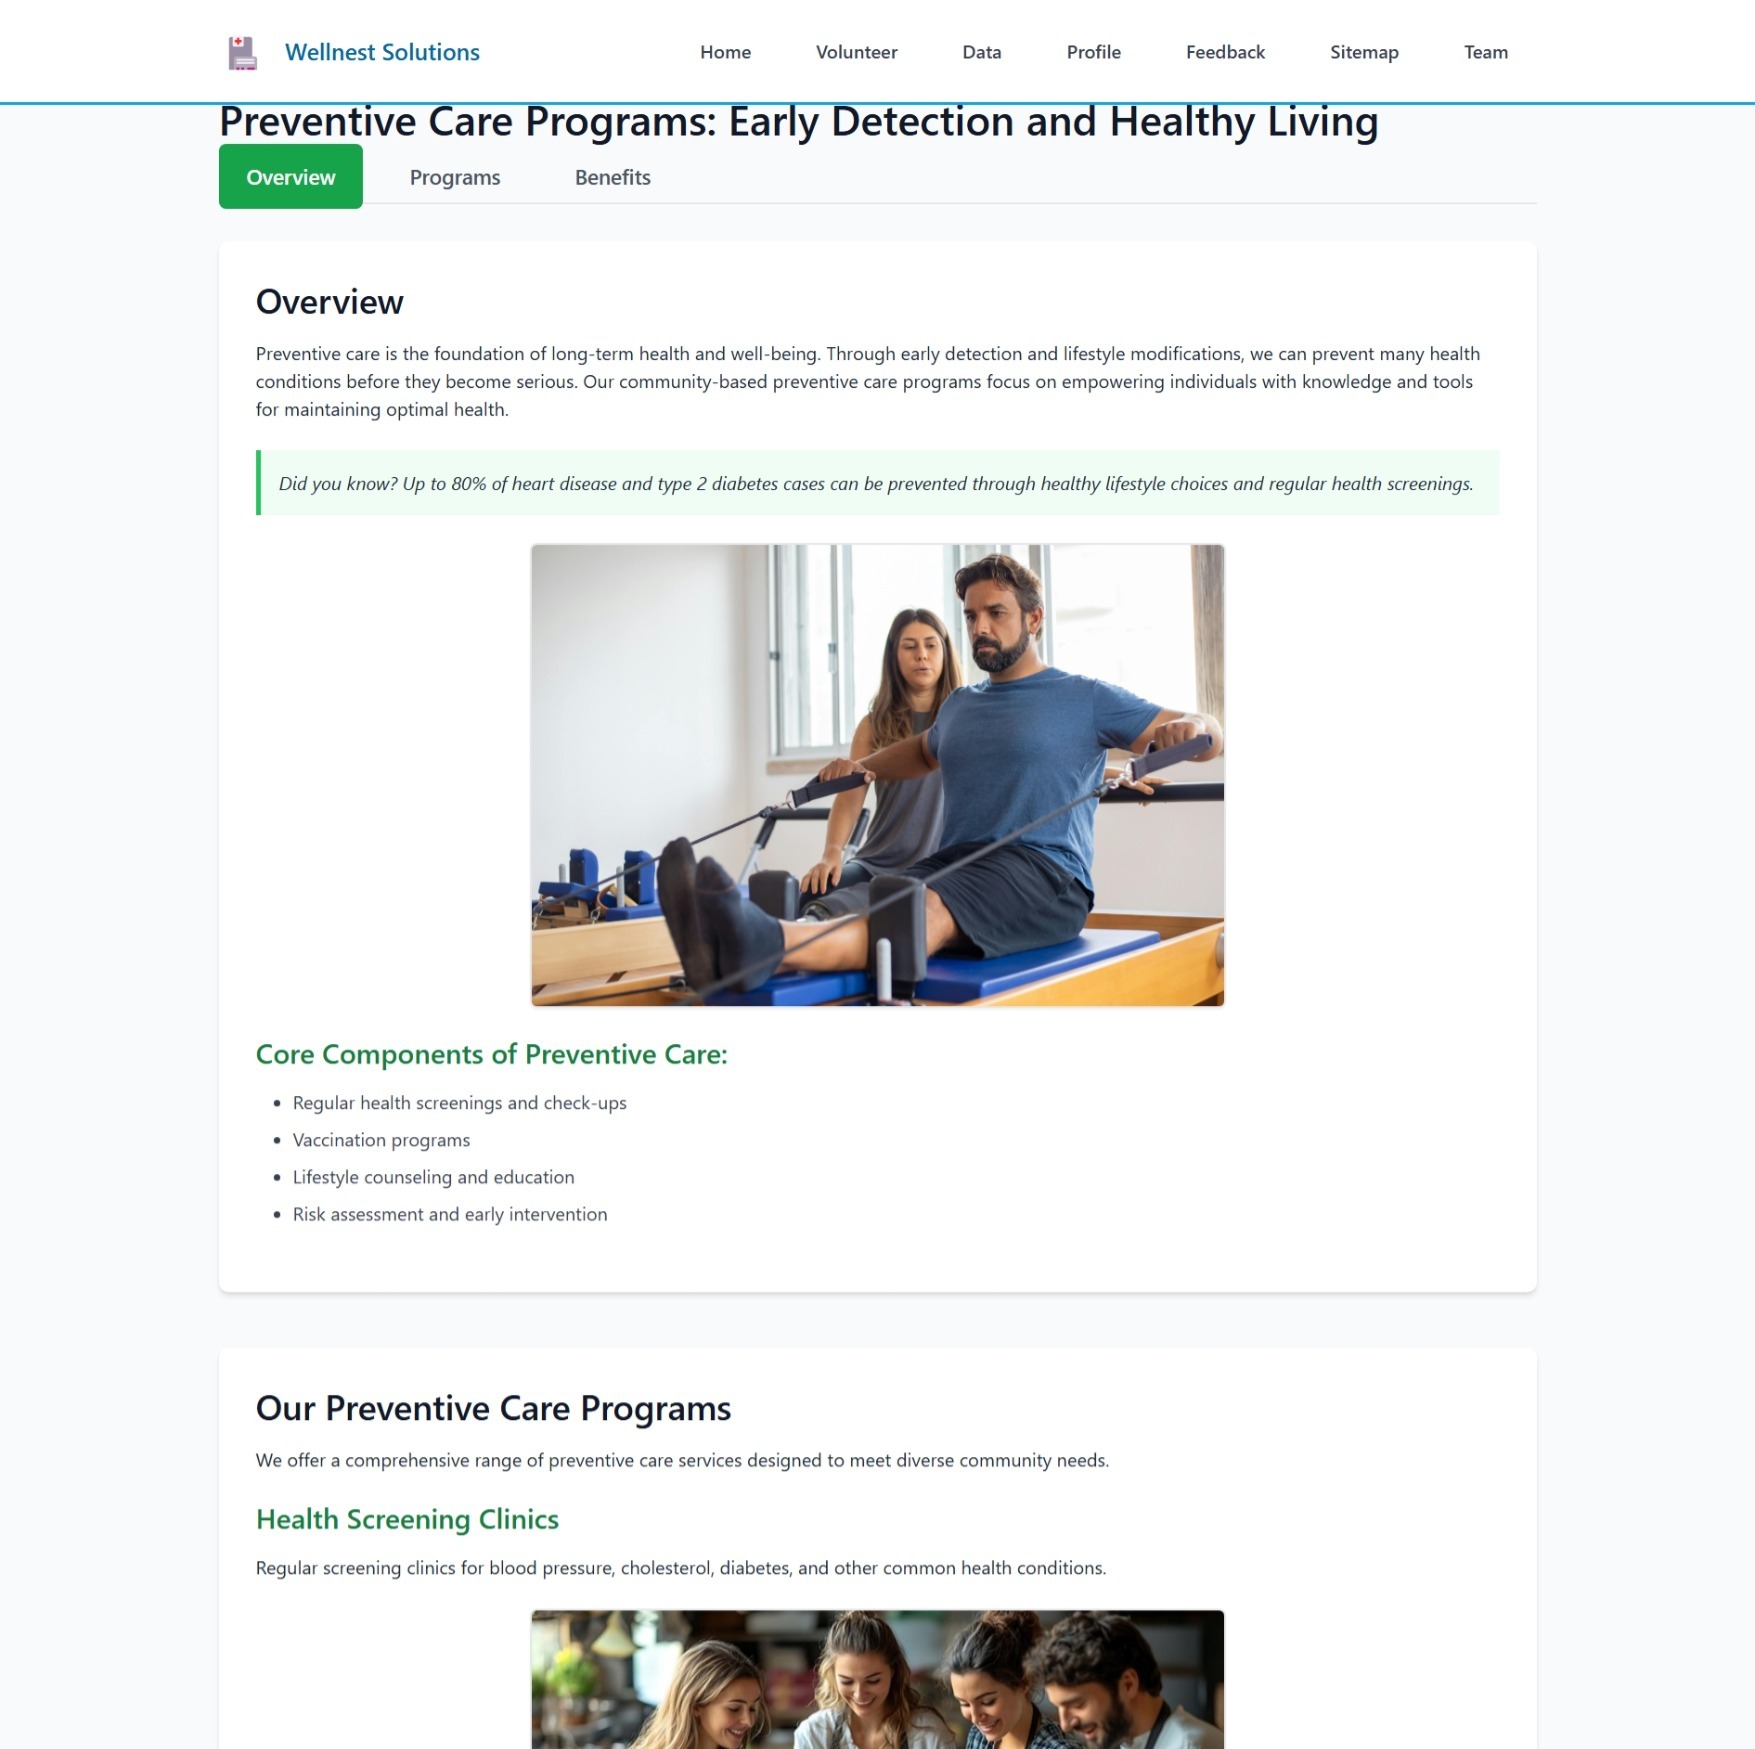 Wellnest Solutions
Home
Volunteer
Data
Profile
Feedback
Sitemap
Team
Preventive Care Programs: Early Detection and Healthy Living
Overview
Programs
Benefits
Overview
Preventive care is the foundation of long-term health and well-being. Through early detection and lifestyle modifications, we can prevent many health
conditions before they become serious. Our community-based preventive care programs focus on empowering individuals with knowledge and tools
for maintaining optimal health.
Did you know? Up to 80% of heart disease and type 2 diabetes cases can be prevented through healthy lifestyle choices and regular health screenings.
Core Components of Preventive Care:
• Regular health screenings and check-ups
• Vaccination programs
• Lifestyle counseling and education
• Risk assessment and early intervention
Our Preventive Care Programs
We offer a comprehensive range of preventive care services designed to meet diverse community needs.
Health Screening Clinics
Regular screening clinics for blood pressure, cholesterol, diabetes, and other common health conditions.